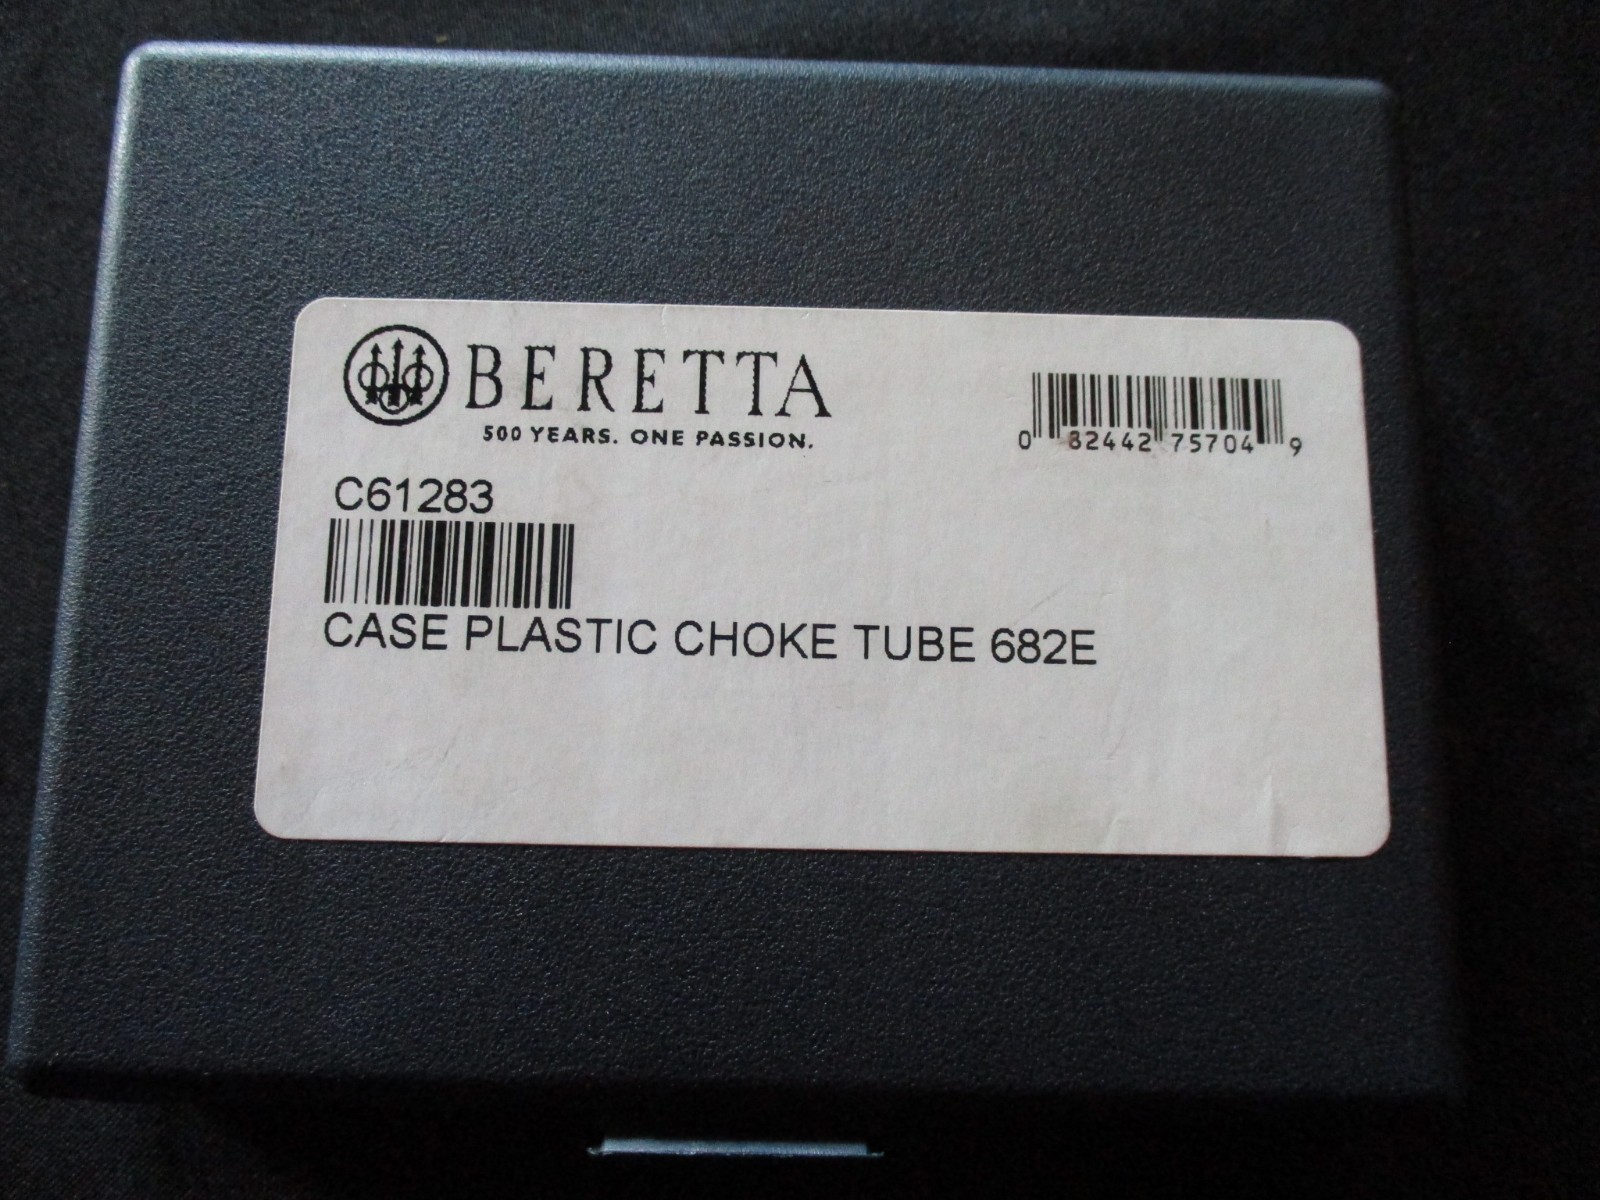 BERETTA
500 YEARS. ONE PASSION.
0 82442 75704 9
C61283
CASE PLASTIC CHOKE TUBE 682E